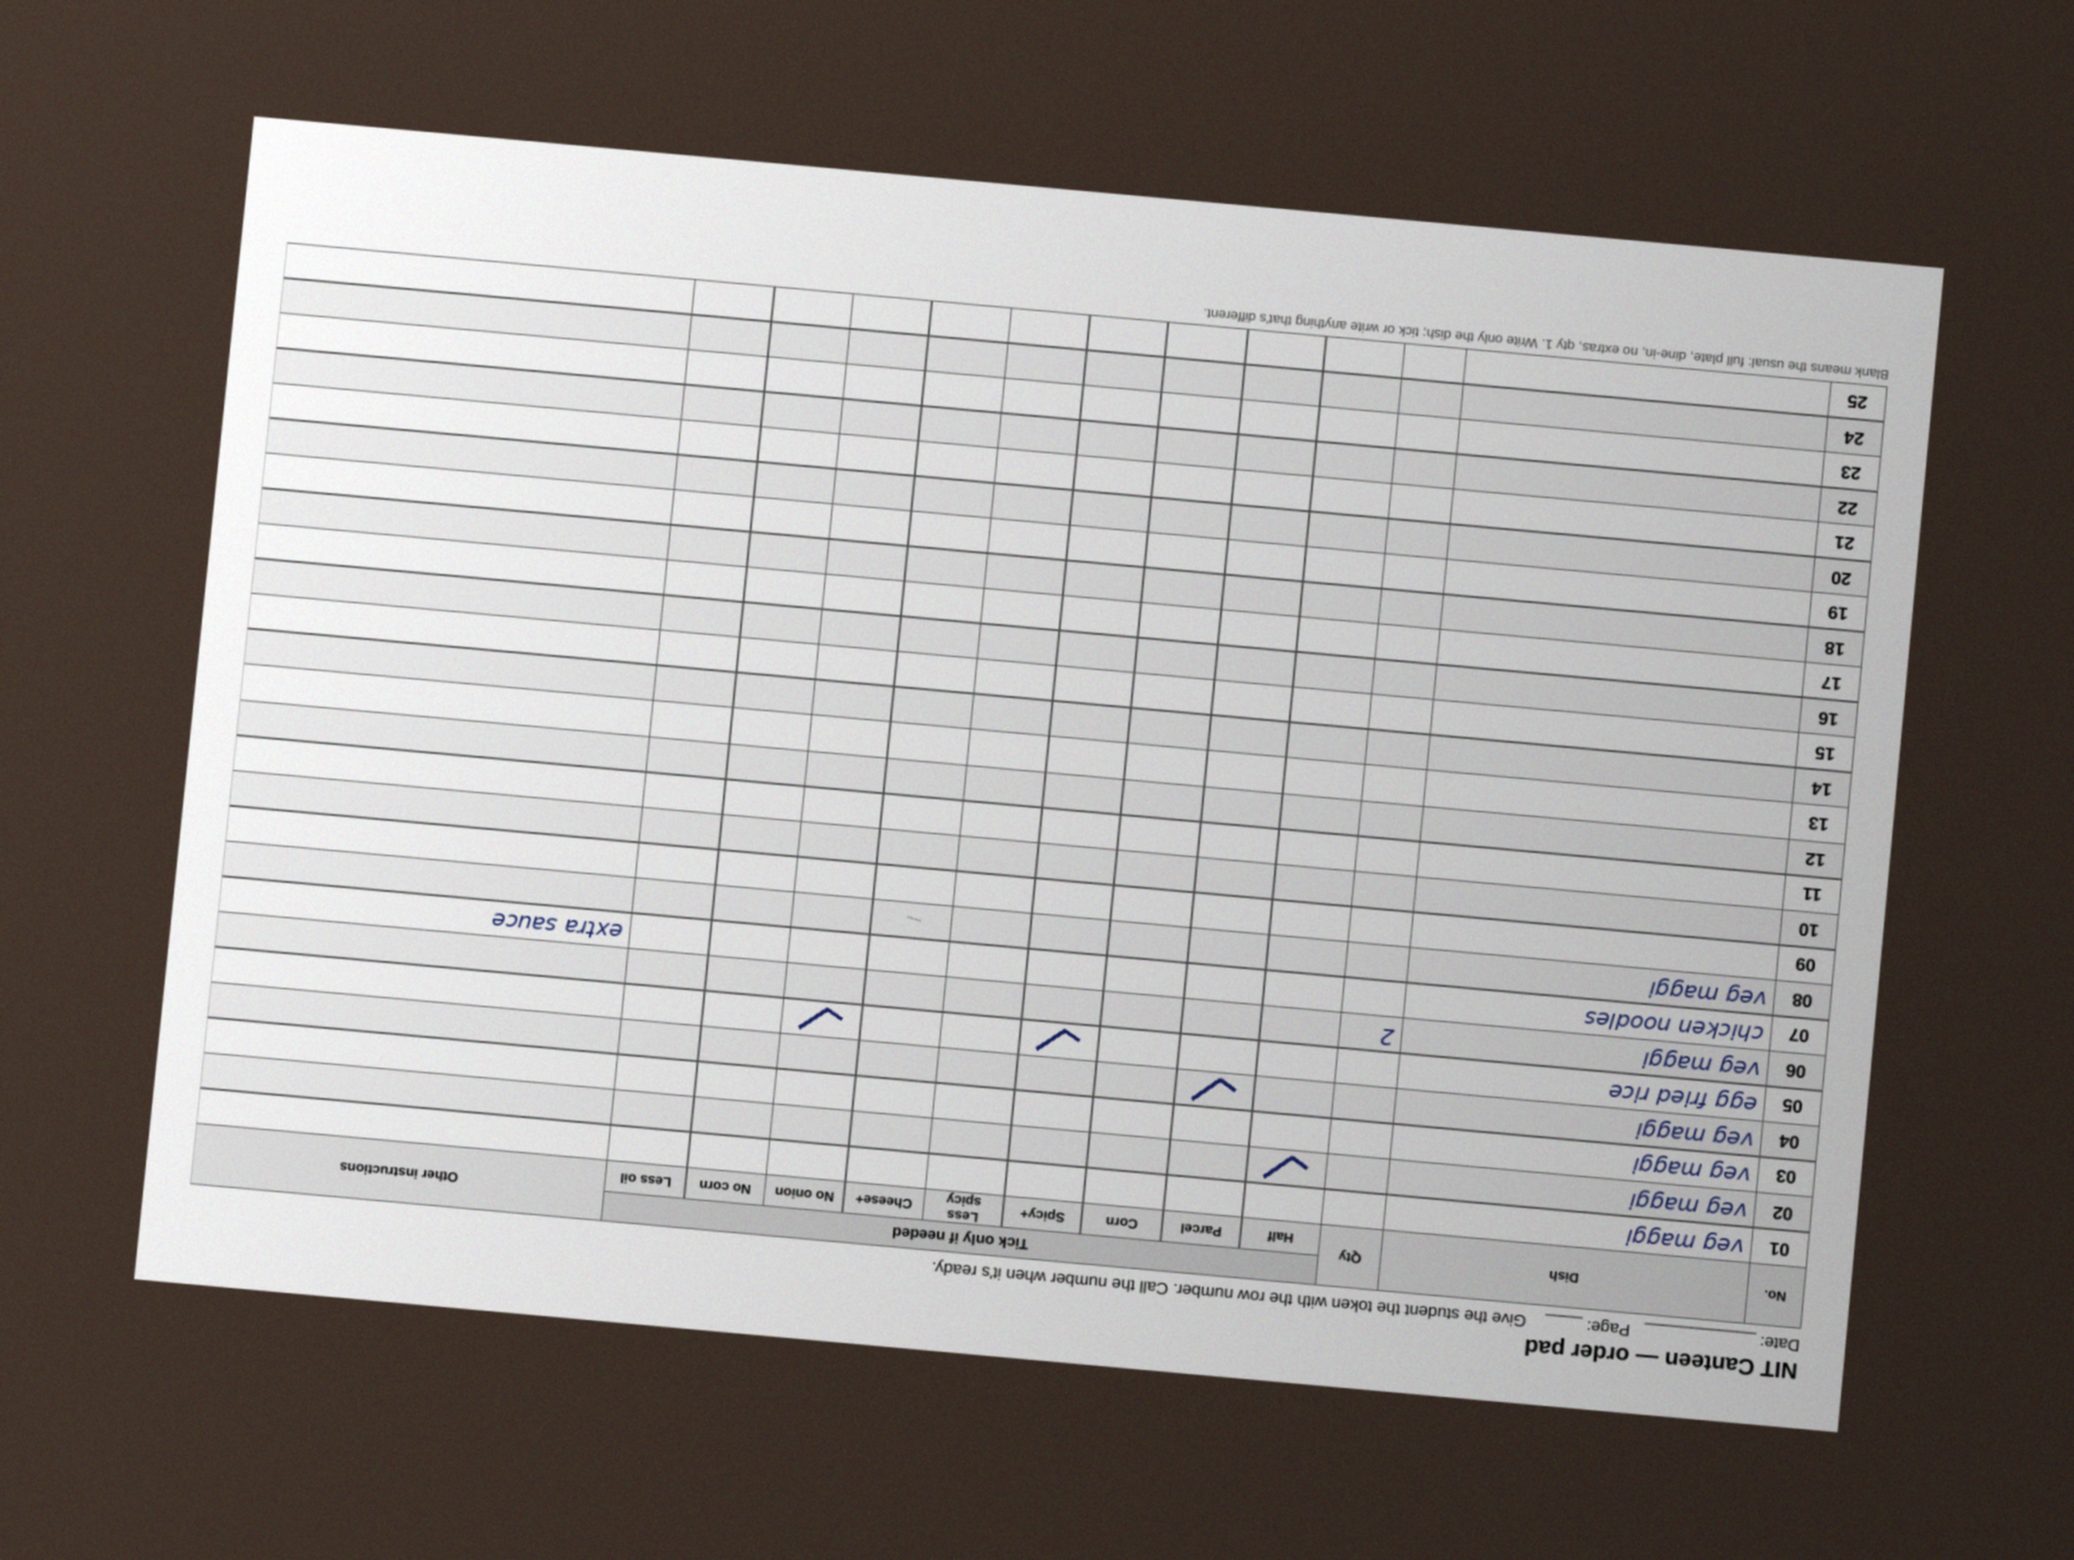 NIT Canteen — order pad
Date: Page: Give the student the token with the row number. Call the number when it's ready.
No. Dish Qty Tick only if needed Other instructions
Half Parcel Corn Spicy+ Less spicy Cheese+ No onion No corn Less oil
01 veg maggi
02 veg maggi ✓
03 veg maggi
04 veg maggi ✓
05 egg fried rice ✓ ✓
06 veg maggi 2
07 chicken noodles extra sauce
08 veg maggi
09
10
11
12
13
14
15
16
17
18
19
20
21
22
23
24
25
Blank means the usual: full plate, dine-in, no extras, qty 1. Write only the dish; tick or write anything that's different.